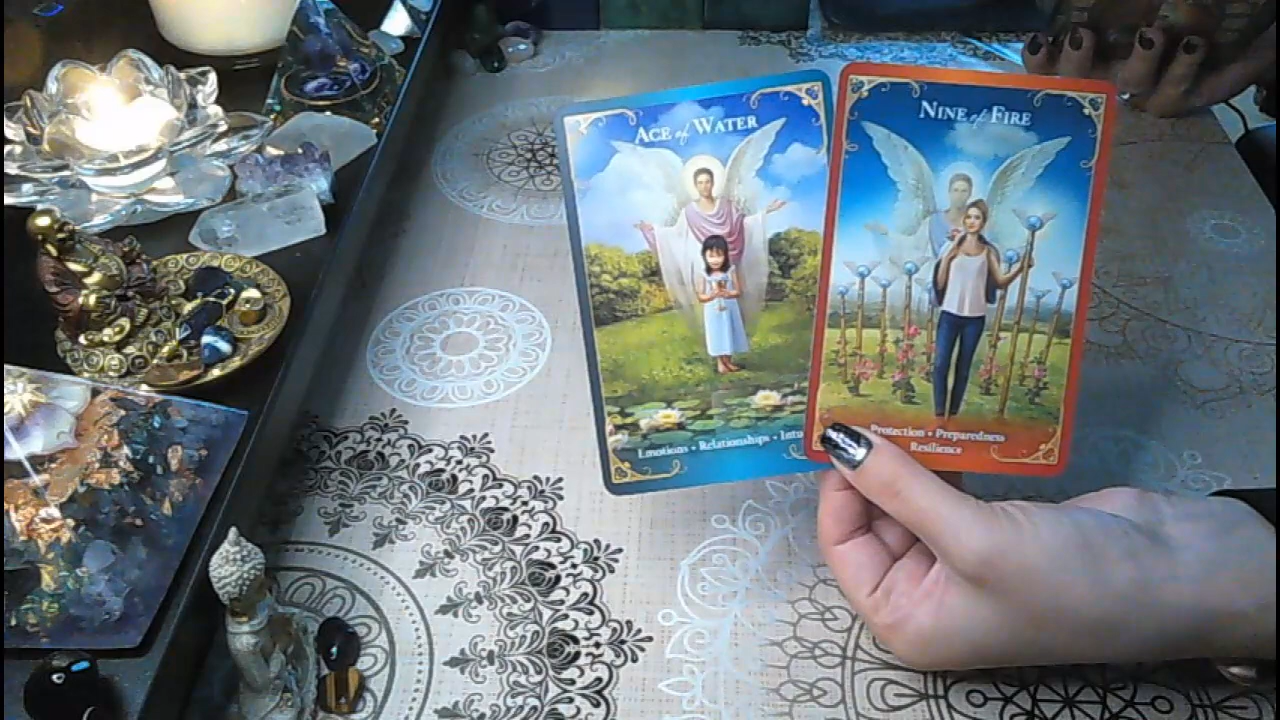 ACE of WATER
Emotions • Relationships • Intu
NINE of FIRE
Protection • Preparedness
Resilience